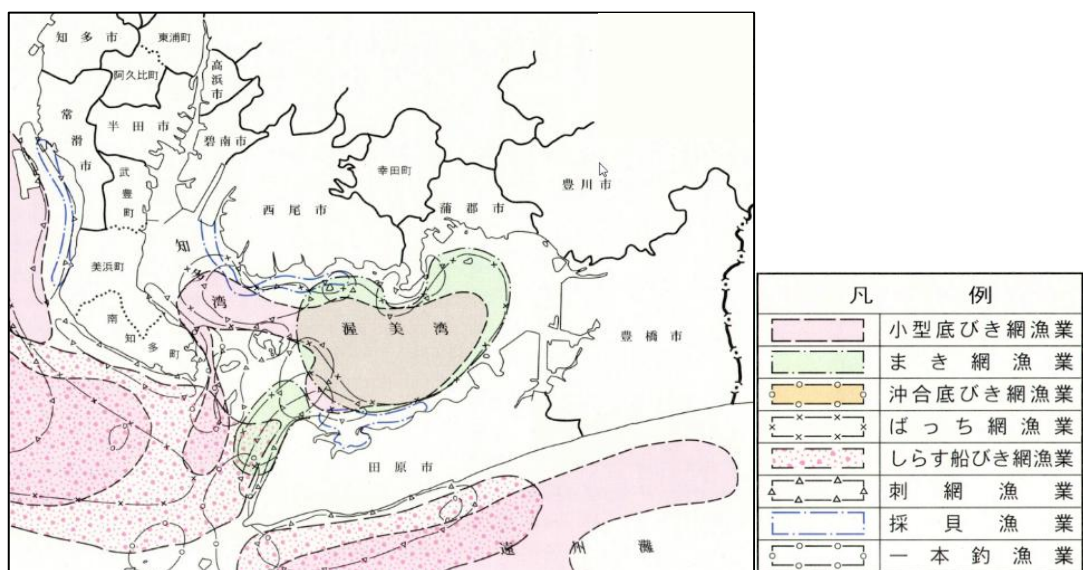 知多市
東浦町
阿久比町
高浜市
常滑市
半田市
碧南市
武豊町
幸田町
豊川市
西尾市
蒲郡市
美浜町
知
湾
南知多町
渥美湾
豊橋市
田原市
遠州灘
凡例
小型底びき網漁業
まき網漁業
沖合底びき網漁業
ばっち網漁業
しらす船びき網漁業
刺網漁業
採貝漁業
一本釣漁業